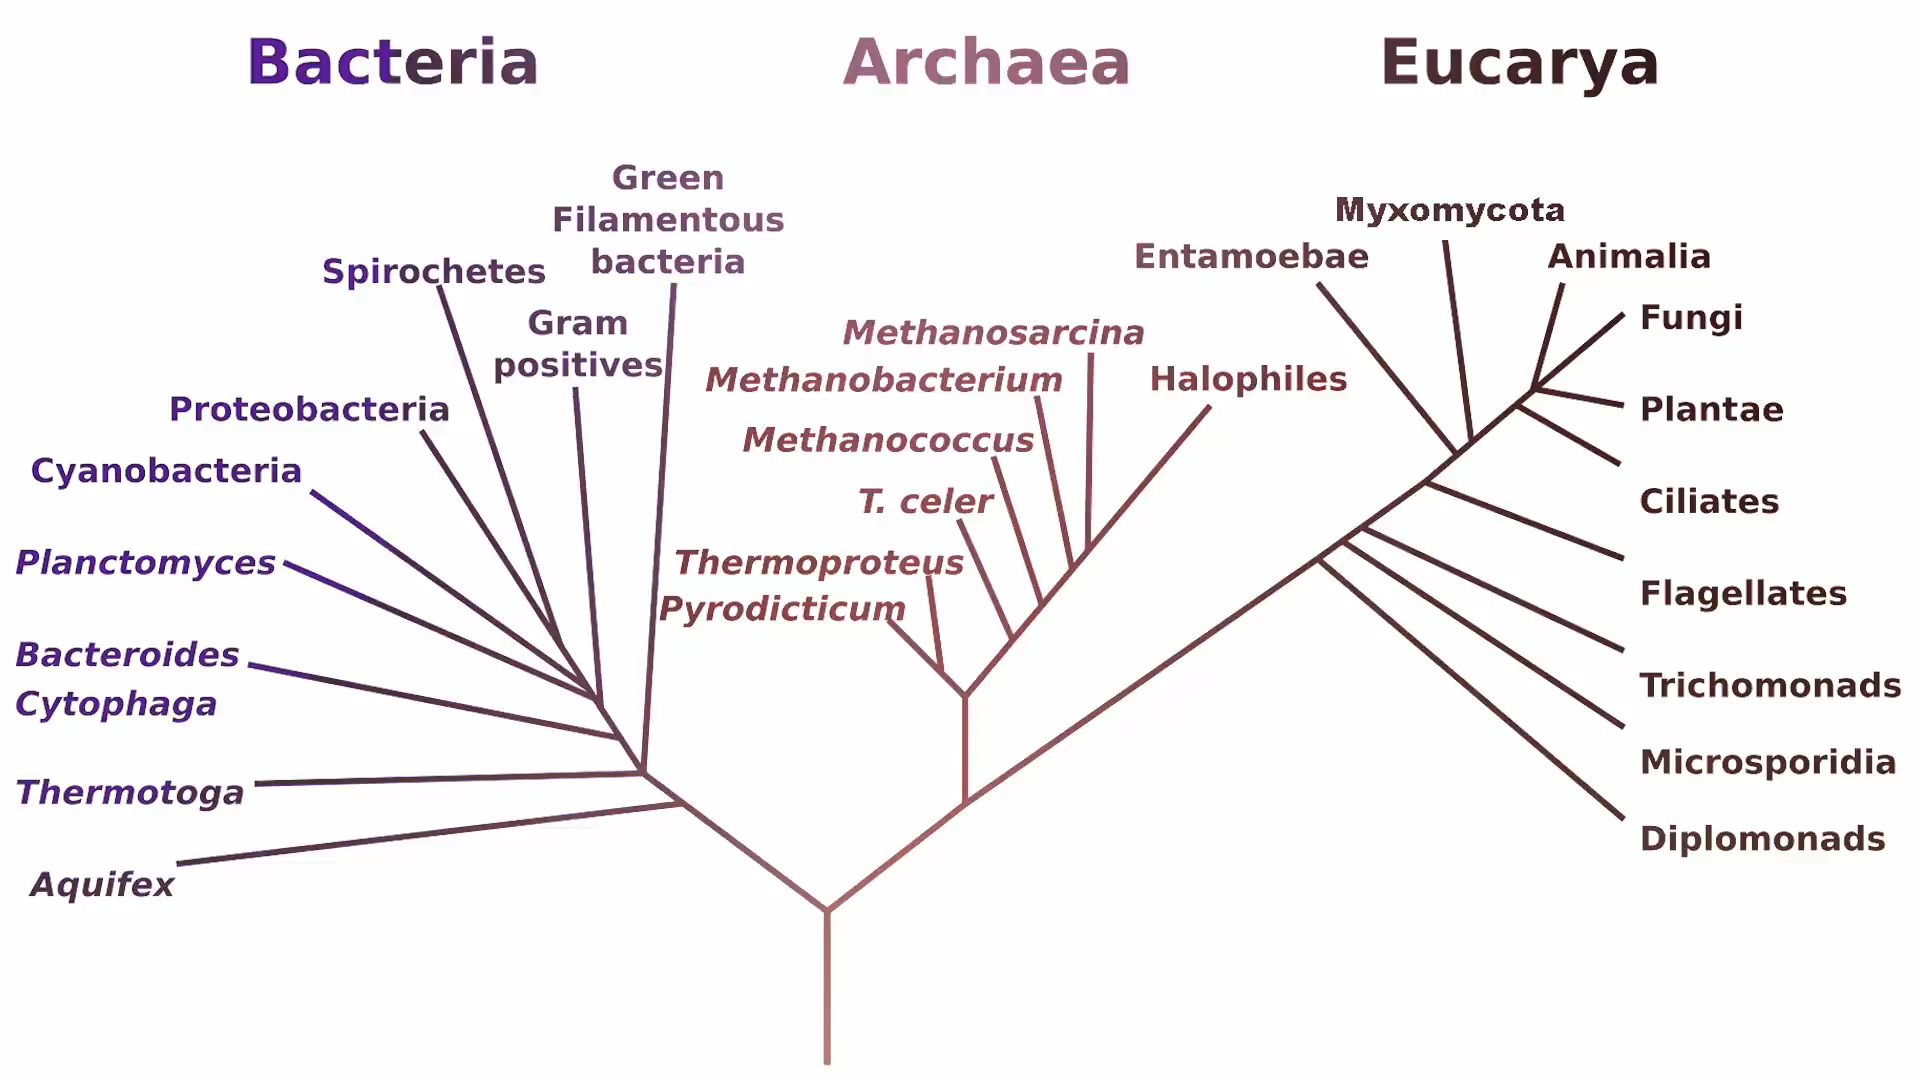 Bacteria
Archaea
Eucarya
Green
Filamentous
bacteria
Spirochetes
Gram
positives
Proteobacteria
Cyanobacteria
Planctomyces
Bacteroides
Cytophaga
Thermotoga
Aquifex
Methanosarcina
Methanobacterium
Halophiles
Methanococcus
T. celer
Thermoproteus
Pyrodicticum
Myxomycota
Entamoebae
Animalia
Fungi
Plantae
Ciliates
Flagellates
Trichomonads
Microsporidia
Diplomonads